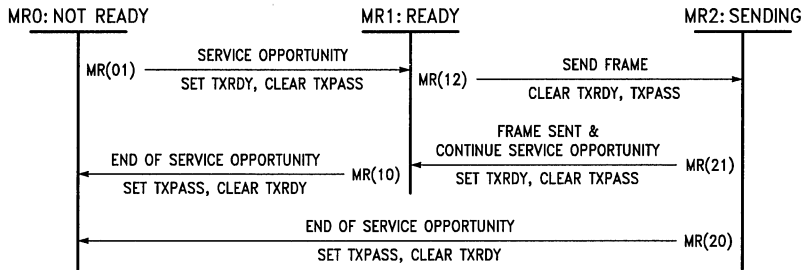 MR0: NOT READY
MR1: READY
MR2: SENDING
MR(01)
SERVICE OPPORTUNITY
SET TXRDY, CLEAR TXPASS
MR(12)
SEND FRAME
CLEAR TXRDY, TXPASS
FRAME SENT &
CONTINUE SERVICE OPPORTUNITY
SET TXRDY, CLEAR TXPASS
MR(21)
END OF SERVICE OPPORTUNITY
SET TXPASS, CLEAR TXRDY
MR(10)
END OF SERVICE OPPORTUNITY
SET TXPASS, CLEAR TXRDY
MR(20)